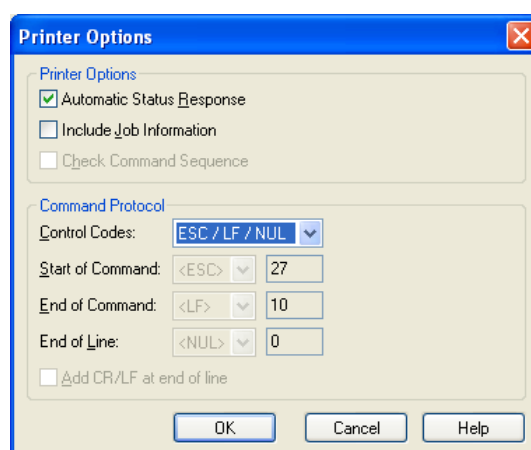 Printer Options
Printer Options
Automatic Status Response
Include Job Information
Check Command Sequence
Command Protocol
Control Codes: ESC / LF / NUL
Start of Command: <ESC> 27
End of Command: <LF> 10
End of Line: <NUL> 0
Add CR/LF at end of line
OK Cancel Help